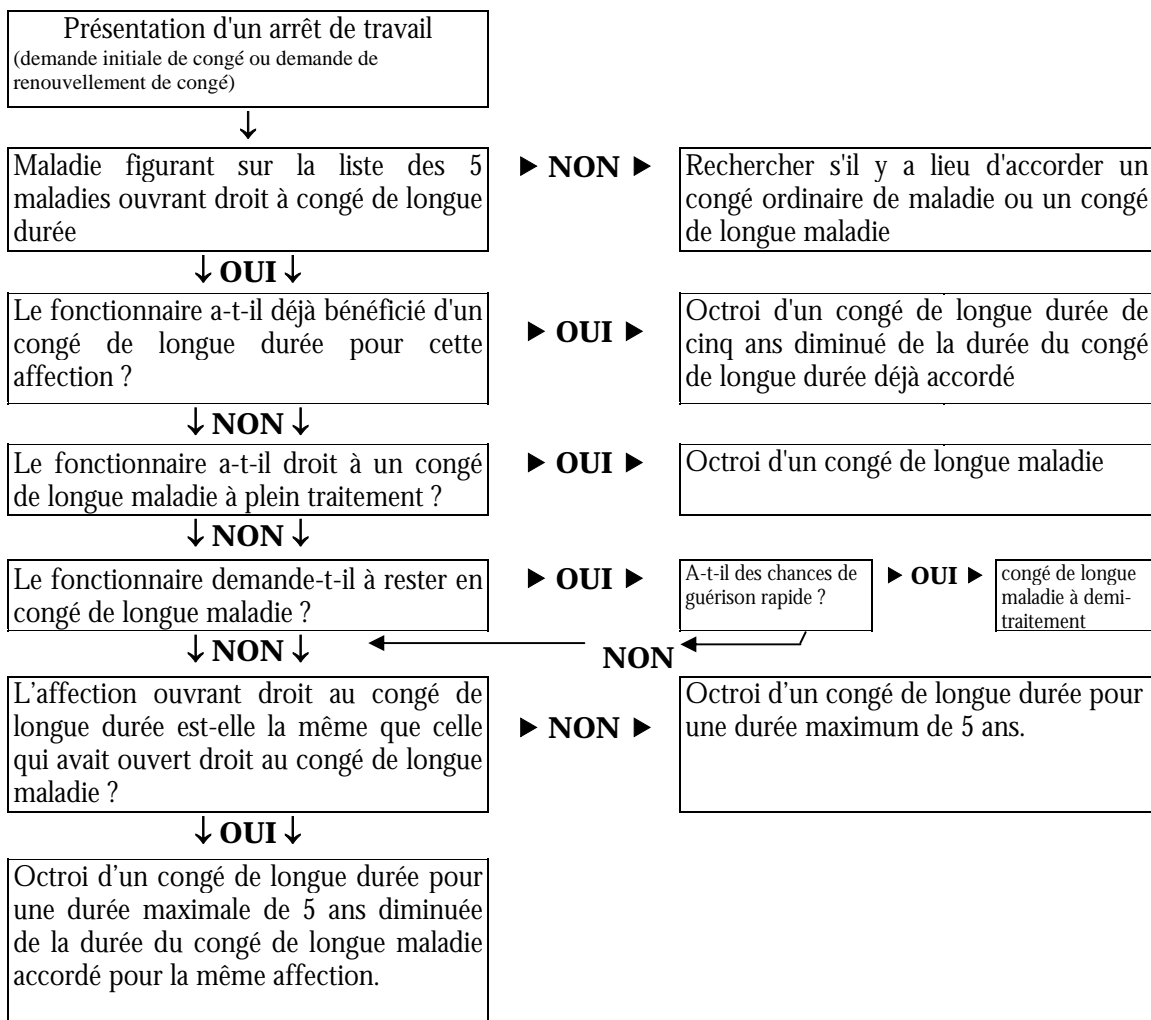 Présentation d'un arrêt de travail
(demande initiale de congé ou demande de
renouvellement de congé)
↓
Maladie figurant sur la liste des 5
maladies ouvrant droit à congé de longue
durée
► NON ►
Rechercher s'il y a lieu d'accorder un
congé ordinaire de maladie ou un congé
de longue maladie
↓ OUI ↓
Le fonctionnaire a-t-il déjà bénéficié d'un
congé de longue durée pour cette
affection ?
► OUI ►
Octroi d'un congé de longue durée de
cinq ans diminué de la durée du congé
de longue durée déjà accordé
↓ NON ↓
Le fonctionnaire a-t-il droit à un congé
de longue maladie à plein traitement ?
► OUI ►
Octroi d'un congé de longue maladie
↓ NON ↓
Le fonctionnaire demande-t-il à rester en
congé de longue maladie ?
► OUI ►
A-t-il des chances de
guérison rapide ?
► OUI ►
congé de longue
maladie à demi-
traitement
↓ NON ↓
NON
L'affection ouvrant droit au congé de
longue durée est-elle la même que celle
qui avait ouvert droit au congé de longue
maladie ?
► NON ►
Octroi d'un congé de longue durée pour
une durée maximum de 5 ans.
↓ OUI ↓
Octroi d'un congé de longue durée pour
une durée maximale de 5 ans diminuée
de la durée du congé de longue maladie
accordé pour la même affection.